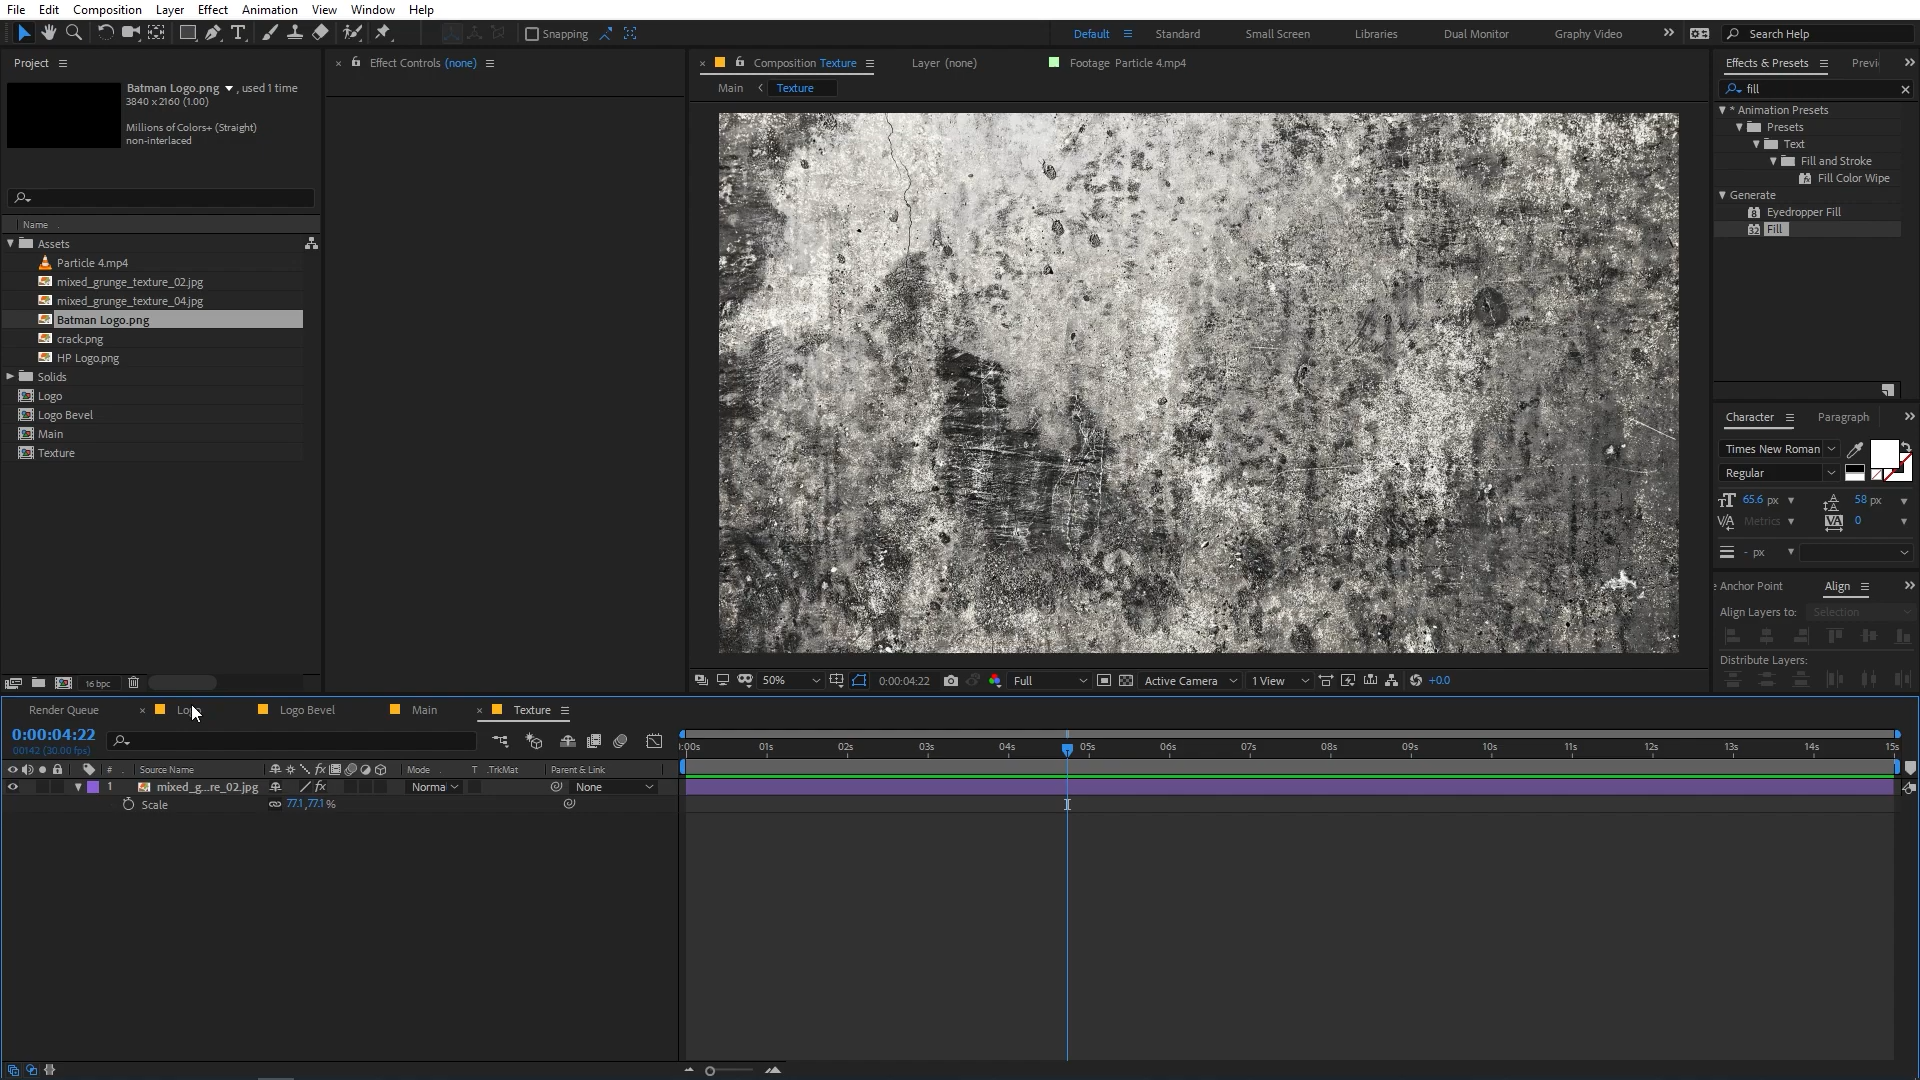 File Edit Composition Layer Effect Animation View Window Help
Snapping Default Standard Small Screen Libraries Dual Monitor Graphy Video Search Help
Project
Batman Logo.png , used 1 time
3840 x 2160 (1.00)
Millions of Colors+ (Straight)
non-interlaced
Name
Assets
Particle 4.mp4
mixed_grunge_texture_02.jpg
mixed_grunge_texture_04.jpg
Batman Logo.png
crack.png
HP Logo.png
Solids
Logo
Logo Bevel
Main
Texture
16 bpc
Effect Controls (none)
Composition Texture Layer (none) Footage Particle 4.mp4
Main Texture
50% 0:00:04:22 Full Active Camera 1 View +0.0
Effects & Presets Previ
fill
* Animation Presets
Presets
Text
Fill and Stroke
Fill Color Wipe
Generate
Eyedropper Fill
Fill
Character Paragraph
Times New Roman
Regular
65.6 px 58 px
Metrics 0
- px
Anchor Point Align
Align Layers to: Selection
Distribute Layers:
Render Queue Logo Logo Bevel Main Texture
0:00:04:22
00142 (30.00 fps)
:00s 01s 02s 03s 04s 05s 06s 07s 08s 09s 10s 11s 12s 13s 14s 15s
# Source Name Mode T .TrkMat Parent & Link
1 mixed_g...re_02.jpg Norma None
Scale 77.1,77.1 %